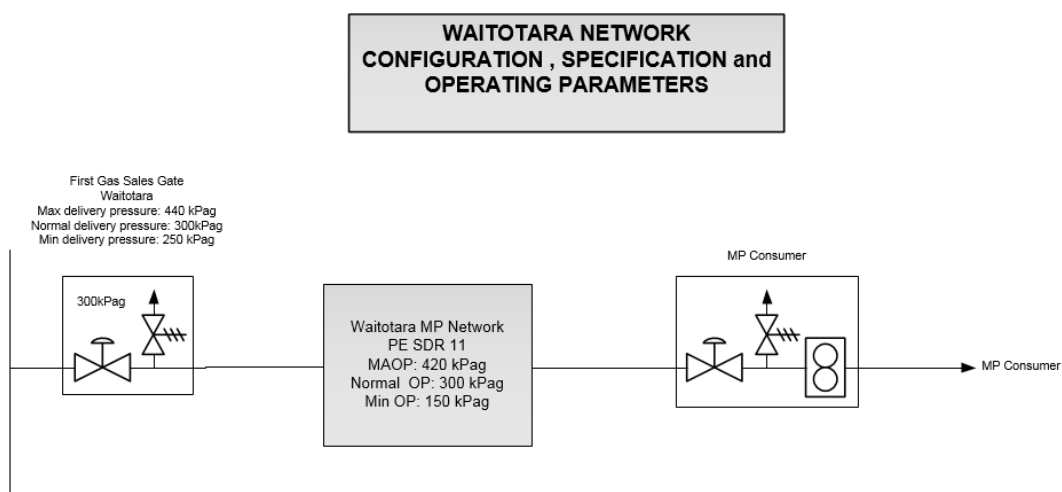 WAITOTARA NETWORK
CONFIGURATION , SPECIFICATION and
OPERATING PARAMETERS
First Gas Sales Gate
Waitotara
Max delivery pressure: 440 kPag
Normal delivery pressure: 300kPag
Min delivery pressure: 250 kPag
300kPag
Waitotara MP Network
PE SDR 11
MAOP: 420 kPag
Normal OP: 300 kPag
Min OP: 150 kPag
MP Consumer
MP Consumer